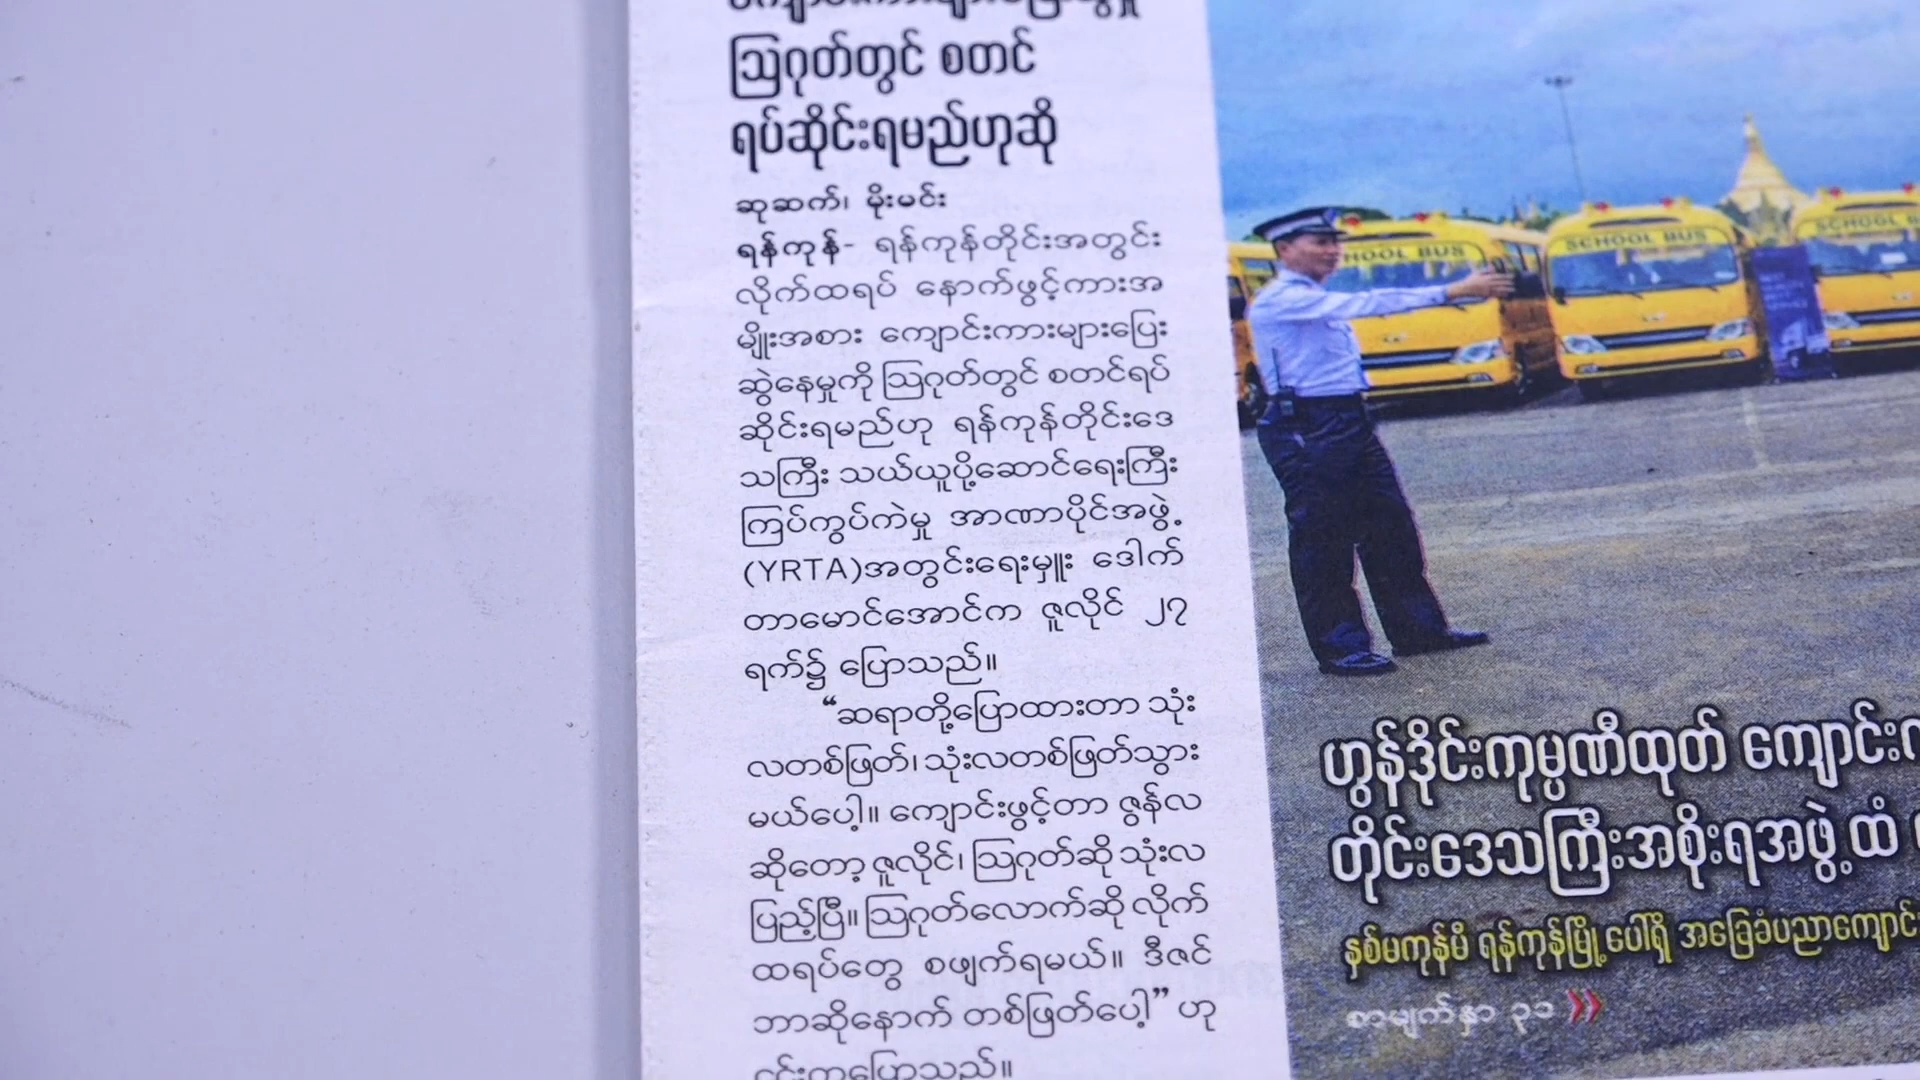 ဩဂုတ်တွင် စတင်
ရပ်ဆိုင်းရမည်ဟုဆို
ဆုဆက်၊ မိုးမင်း
ရန်ကုန်- ရန်ကုန်တိုင်းအတွင်း
လိုက်ထရပ် နောက်ဖွင့်ကားအ
မျိုးအစား ကျောင်းကားများပြေး
ဆွဲနေမှုကို ဩဂုတ်တွင် စတင်ရပ်
ဆိုင်းရမည်ဟု ရန်ကုန်တိုင်းဒေ
သကြီး သယ်ယူပို့ဆောင်ရေးကြီး
ကြပ်ကွပ်ကဲမှု အာဏာပိုင်အဖွဲ့
(YRTA)အတွင်းရေးမှူး ဒေါက်
တာမောင်အောင်က ဇူလိုင် ၂၇
ရက်၌ ပြောသည်။
“ဆရာတို့ပြောထားတာ သုံး
လတစ်ဖြတ်၊ သုံးလတစ်ဖြတ်သွား
မယ်ပေါ့။ ကျောင်းဖွင့်တာ ဇွန်လ
ဆိုတော့ ဇူလိုင်၊ ဩဂုတ်ဆို သုံးလ
ပြည့်ပြီ။ ဩဂုတ်လောက်ဆို လိုက်
ထရပ်တွေ စဖျက်ရမယ်။ ဒီဇင်
ဘာဆိုနောက် တစ်ဖြတ်ပေါ့” ဟု
SCHOOL BUS
SCHOOL
ဟွန်ဒိုင်းကုမ္ပဏီထုတ်
တိုင်းဒေသကြီးအစိုးရအဖွဲ့ထံ
နှစ်မကုန်မီ ရန်ကုန်မြို့ပေါ်ရှိ အခြေခံပညာကျောင်း
စာမျက်နှာ ၃၁